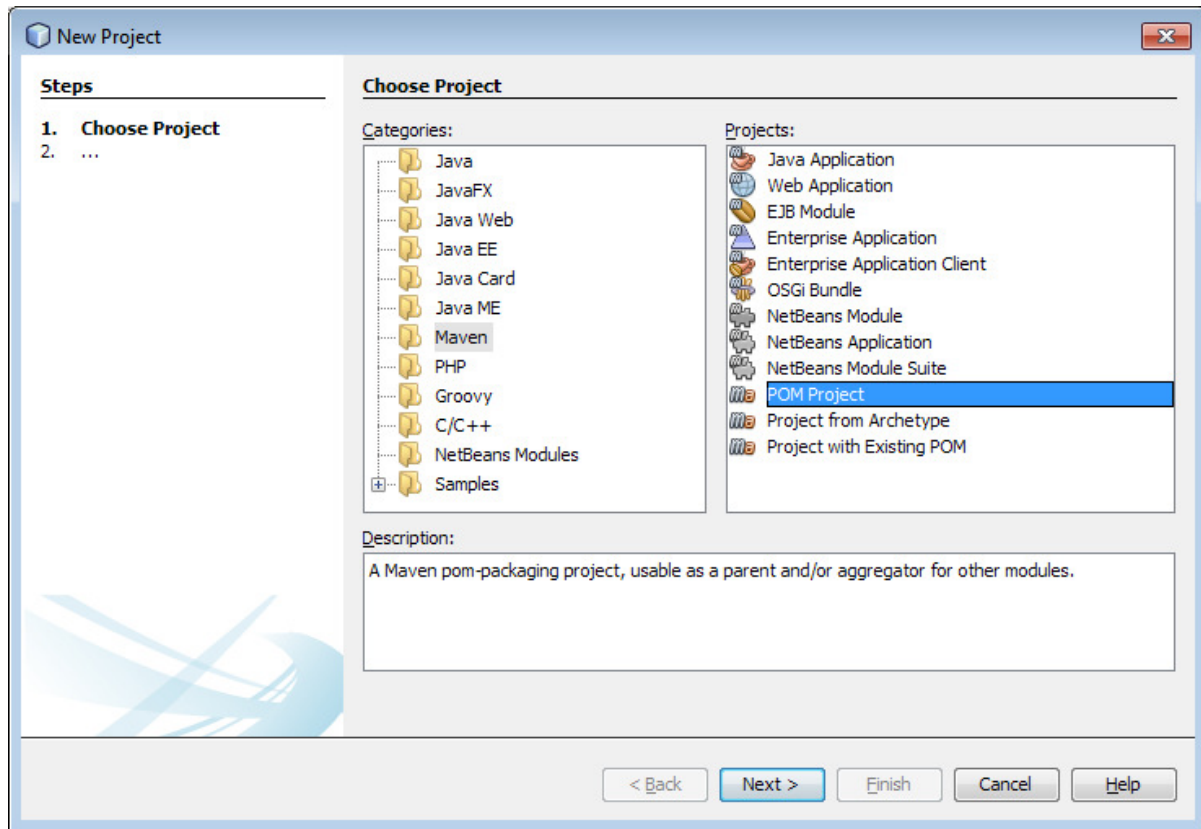 New Project
Steps
1. Choose Project
2. ...
Choose Project
Categories:
Java
JavaFX
Java Web
Java EE
Java Card
Java ME
Maven
PHP
Groovy
C/C++
NetBeans Modules
Samples
Projects:
Java Application
Web Application
EJB Module
Enterprise Application
Enterprise Application Client
OSGi Bundle
NetBeans Module
NetBeans Application
NetBeans Module Suite
POM Project
Project from Archetype
Project with Existing POM
Description:
A Maven pom-packaging project, usable as a parent and/or aggregator for other modules.
< Back
Next >
Finish
Cancel
Help